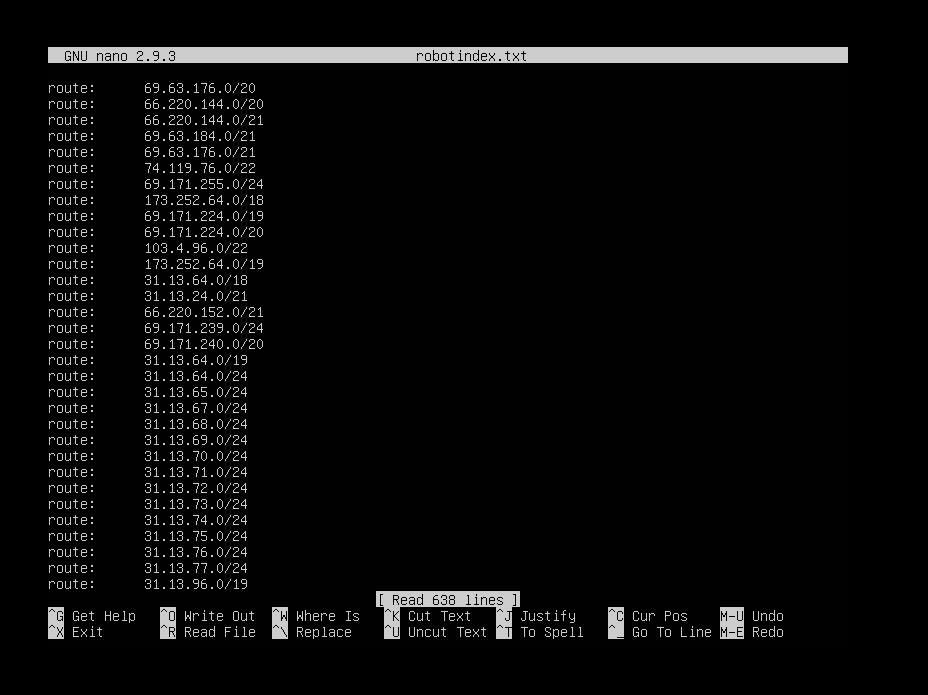 GNU nano 2.9.3 robotindex.txt
route: 69.63.176.0/20
route: 66.220.144.0/20
route: 66.220.144.0/21
route: 69.63.184.0/21
route: 69.63.176.0/21
route: 74.119.76.0/22
route: 69.171.255.0/24
route: 173.252.64.0/18
route: 69.171.224.0/19
route: 69.171.224.0/20
route: 103.4.96.0/22
route: 173.252.64.0/19
route: 31.13.64.0/18
route: 31.13.24.0/21
route: 66.220.152.0/21
route: 69.171.239.0/24
route: 69.171.240.0/20
route: 31.13.64.0/19
route: 31.13.64.0/24
route: 31.13.65.0/24
route: 31.13.67.0/24
route: 31.13.68.0/24
route: 31.13.69.0/24
route: 31.13.70.0/24
route: 31.13.71.0/24
route: 31.13.72.0/24
route: 31.13.73.0/24
route: 31.13.74.0/24
route: 31.13.75.0/24
route: 31.13.76.0/24
route: 31.13.77.0/24
route: 31.13.96.0/19
[ Read 638 lines ]
^G Get Help ^O Write Out ^W Where Is ^K Cut Text ^J Justify ^C Cur Pos M-U Undo
^X Exit ^R Read File ^\ Replace ^U Uncut Text ^T To Spell ^_ Go To Line M-E Redo